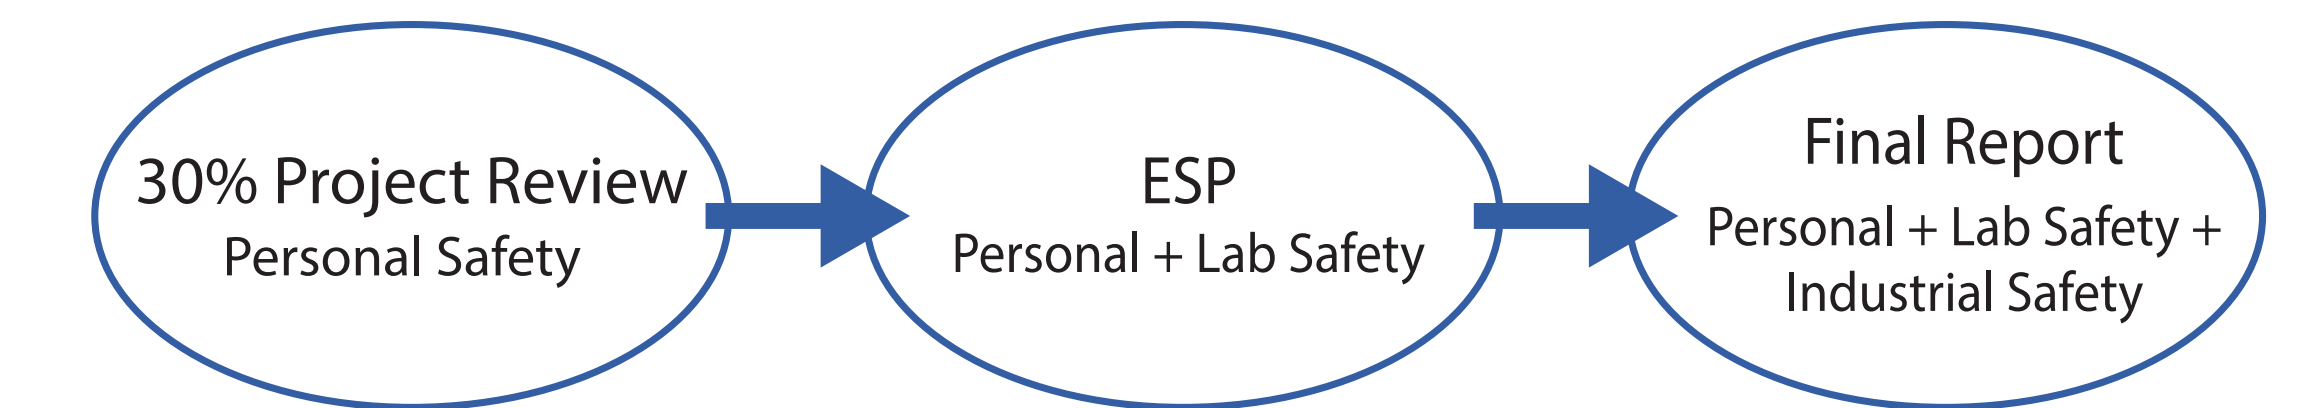 30% Project Review
Personal Safety
ESP
Personal + Lab Safety
Final Report
Personal + Lab Safety +
Industrial Safety